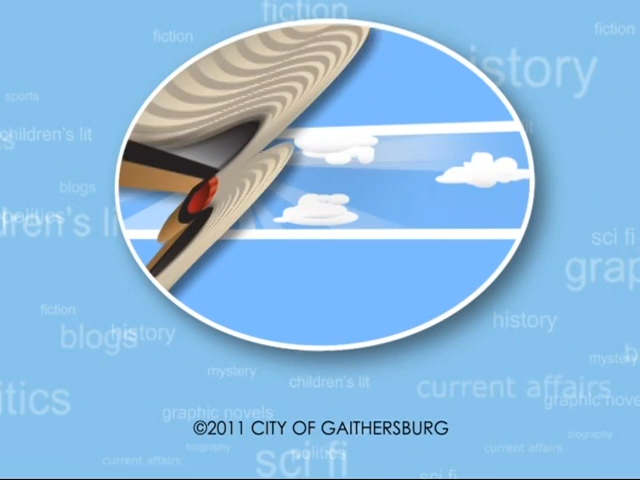 fiction
fiction
fiction
istory
sports
children's lit
blogs
politics
dren's li
sci fi
grap
fiction
history
blogs
history
mystery
mystery
children's lit
current affairs
itics
graphic nove
graphic novels
©2011 CITY OF GAITHERSBURG
biography
biography
politics
current affairs
current affairs
sci fi
sci fi